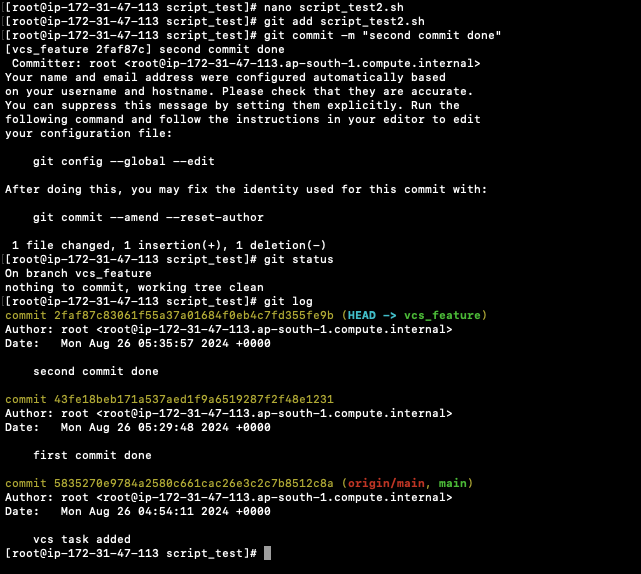 [root@ip-172-31-47-113 script_test]# nano script_test2.sh
[root@ip-172-31-47-113 script_test]# git add script_test2.sh
[root@ip-172-31-47-113 script_test]# git commit -m "second commit done"
[vcs_feature 2faf87c] second commit done
 Committer: root <root@ip-172-31-47-113.ap-south-1.compute.internal>
Your name and email address were configured automatically based
on your username and hostname. Please check that they are accurate.
You can suppress this message by setting them explicitly. Run the
following command and follow the instructions in your editor to edit
your configuration file:

    git config --global --edit

After doing this, you may fix the identity used for this commit with:

    git commit --amend --reset-author

 1 file changed, 1 insertion(+), 1 deletion(-)
[root@ip-172-31-47-113 script_test]# git status
On branch vcs_feature
nothing to commit, working tree clean
[root@ip-172-31-47-113 script_test]# git log
commit 2faf87c83061f55a37a01684f0eb4c7fd355fe9b (HEAD -> vcs_feature)
Author: root <root@ip-172-31-47-113.ap-south-1.compute.internal>
Date:   Mon Aug 26 05:35:57 2024 +0000

    second commit done

commit 43fe18beb171a537aed1f9a6519287f2f48e1231
Author: root <root@ip-172-31-47-113.ap-south-1.compute.internal>
Date:   Mon Aug 26 05:29:48 2024 +0000

    first commit done

commit 5835270e9784a2580c661cac26e3c2c7b8512c8a (origin/main, main)
Author: root <root@ip-172-31-47-113.ap-south-1.compute.internal>
Date:   Mon Aug 26 04:54:11 2024 +0000

    vcs task added
[root@ip-172-31-47-113 script_test]#